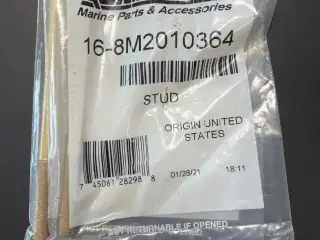 Marine Parts & Accessories
16-8M2010364
STUD
ORIGIN UNITED
STATES
7 45061 28298 8
01/28/21 18:11
NOT RETURNABLE IF OPENED